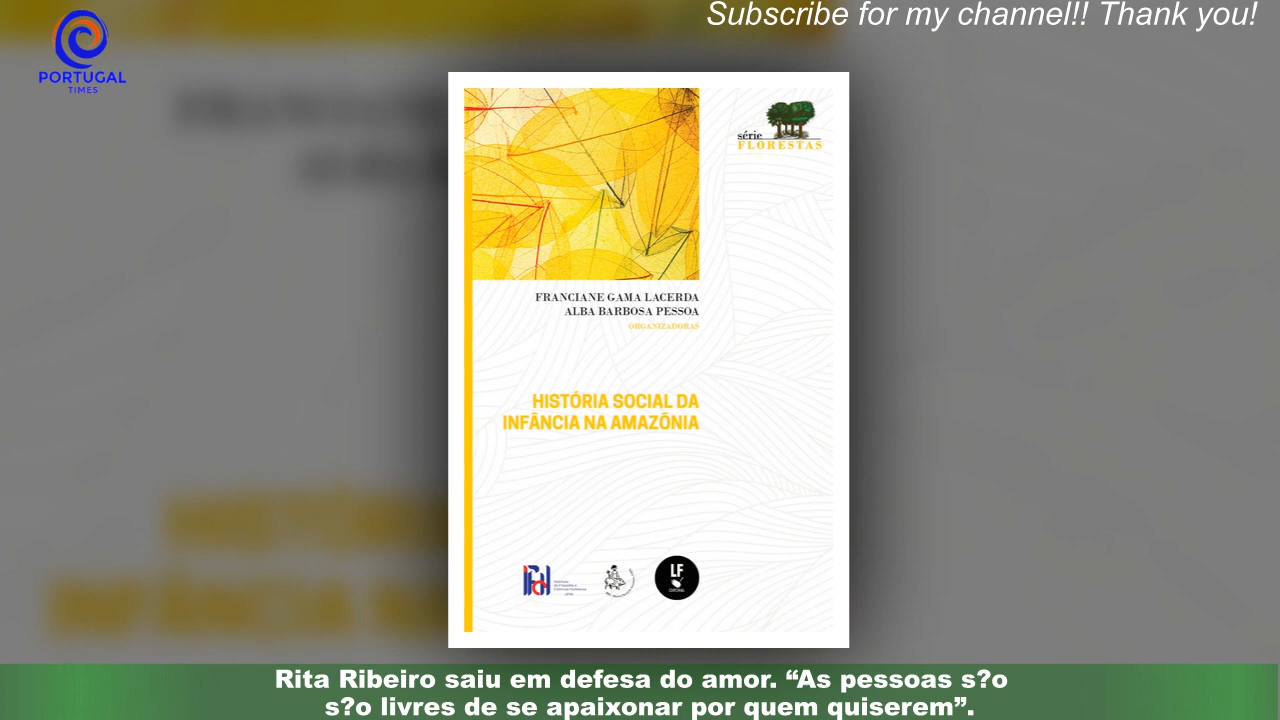 Subscribe for my channel!! Thank you!
PORTUGAL
TIMES
série
FLORESTAS
FRANCIANE GAMA LACERDA
ALBA BARBOSA PESSOA
ORGANIZADORAS
HISTÓRIA SOCIAL DA
INFÂNCIA NA AMAZÔNIA
LF
EDITORIAL
Rita Ribeiro saiu em defesa do amor. “As pessoas s?o
s?o livres de se apaixonar por quem quiserem”.